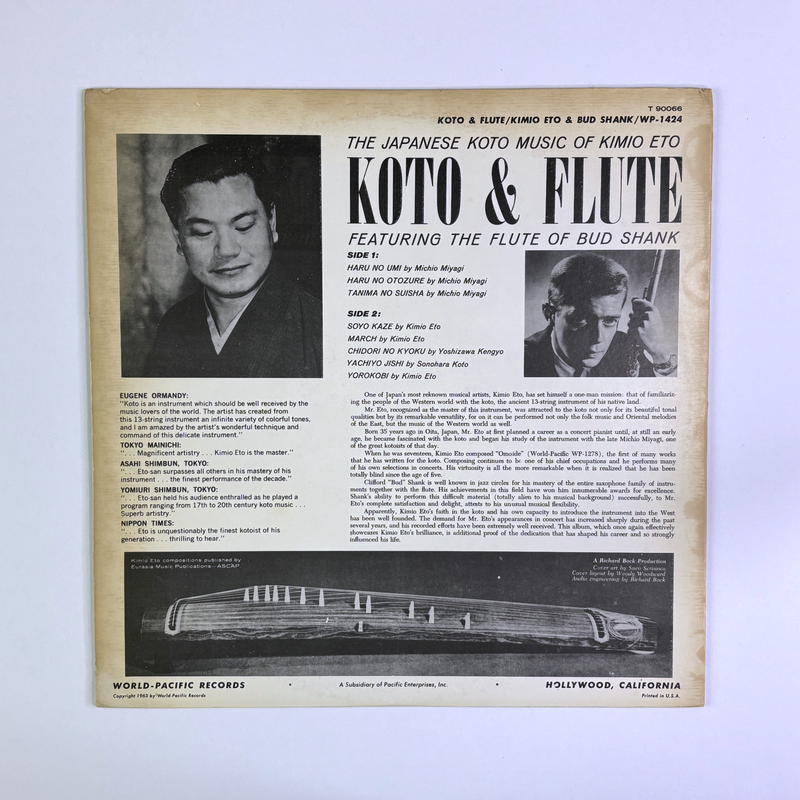 T 90066
KOTO & FLUTE/KIMIO ETO & BUD SHANK/WP-1424
THE JAPANESE KOTO MUSIC OF KIMIO ETO
KOTO & FLUTE
FEATURING THE FLUTE OF BUD SHANK
SIDE 1:
HARU NO UMI by Michio Miyagi
HARU NO OTOZURE by Michio Miyagi
TANIMA NO SUISHA by Michio Miyagi
SIDE 2:
SOYO KAZE by Kimio Eto
MARCH by Kimio Eto
CHIDORI NO KYOKU by Yoshizawa Kengyo
YACHIYO JISHI by Sonohara Koto
YOROKOBI by Kimio Eto
EUGENE ORMANDY:
"Koto is an instrument which should be well received by the
music lovers of the world. The artist has created from
this 13-string instrument an infinite variety of colorful tones,
and I am amazed by the artist's wonderful technique and
command of this delicate instrument."
TOKYO MAINICHI:
". . . Magnificent artistry . . . Kimio Eto is the master."
ASAHI SHIMBUN, TOKYO:
". . . Eto-san surpasses all others in his mastery of his
instrument . . . the finest performance of the decade."
YOMIURI SHIMBUN, TOKYO:
". . . Eto-san held his audience enthralled as he played a
program ranging from 17th to 20th century koto music . . .
Superb artistry."
NIPPON TIMES:
". . . Eto is unquestionably the finest kotoist of his
generation . . . thrilling to hear."
One of Japan's most reknown musical artists, Kimio Eto, has set himself a one-man mission: that of familiariz-
ing the people of the Western world with the koto, the ancient 13-string instrument of his native land.
Mr. Eto, recognized as the master of this instrument, was attracted to the koto not only for its beautiful tonal
qualities but by its remarkable versatility, for on it can be performed not only the folk music and Oriental melodies
of the East, but the music of the Western world as well.
Born 35 years ago in Oita, Japan, Mr. Eto at first planned a career as a concert pianist until, at still an early
age, he became fascinated with the koto and began his study of the instrument with the late Michio Miyagi, one
of the great kotoists of that day.
When he was seventeen, Kimio Eto composed "Omoide" (World-Pacific WP-1278), the first of many works
that he has written for the koto. Composing continues to be one of his chief occupations and he performs many
of his own selections in concerts. His virtuosity is all the more remarkable when it is realized that he has been
totally blind since the age of five.
Clifford "Bud" Shank is well known in jazz circles for his mastery of the entire saxophone family of instru-
ments together with the flute. His achievements in this field have won him innumerable awards for excellence.
Shank's ability to perform this difficult material (totally alien to his musical background) successfully, to Mr.
Eto's complete satisfaction and delight, attests to his unusual musical flexibility.
Apparently, Kimio Eto's faith in the koto and his own capacity to introduce the instrument into the West
has been well founded. The demand for Mr. Eto's appearances in concert has increased sharply during the past
several years, and his recorded efforts have been extremely well received. This album, which once again effectively
showcases Kimio Eto's brilliance, is additional proof of the dedication that has shaped his career and so strongly
influenced his life.
Kimio Eto compositions published by
Eurasia Music Publications—ASCAP
A Richard Bock Production
Cover layout by Woody Woodward
Audio engineering by Richard Bock
WORLD-PACIFIC RECORDS • A Subsidiary of Pacific Enterprises, Inc. • HOLLYWOOD, CALIFORNIA
Copyright 1963 by World-Pacific Records
Printed in U.S.A.